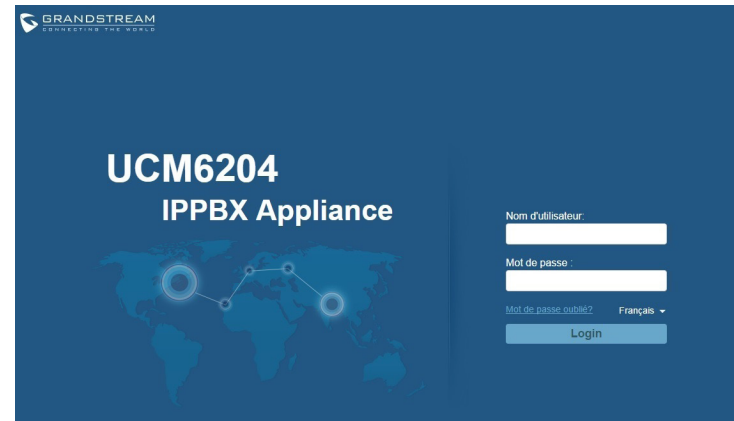 GRANDSTREAM
CONNECTING THE WORLD
UCM6204
IPPBX Appliance
Nom d'utilisateur:
Mot de passe :
Mot de passe oublié? Français
Login